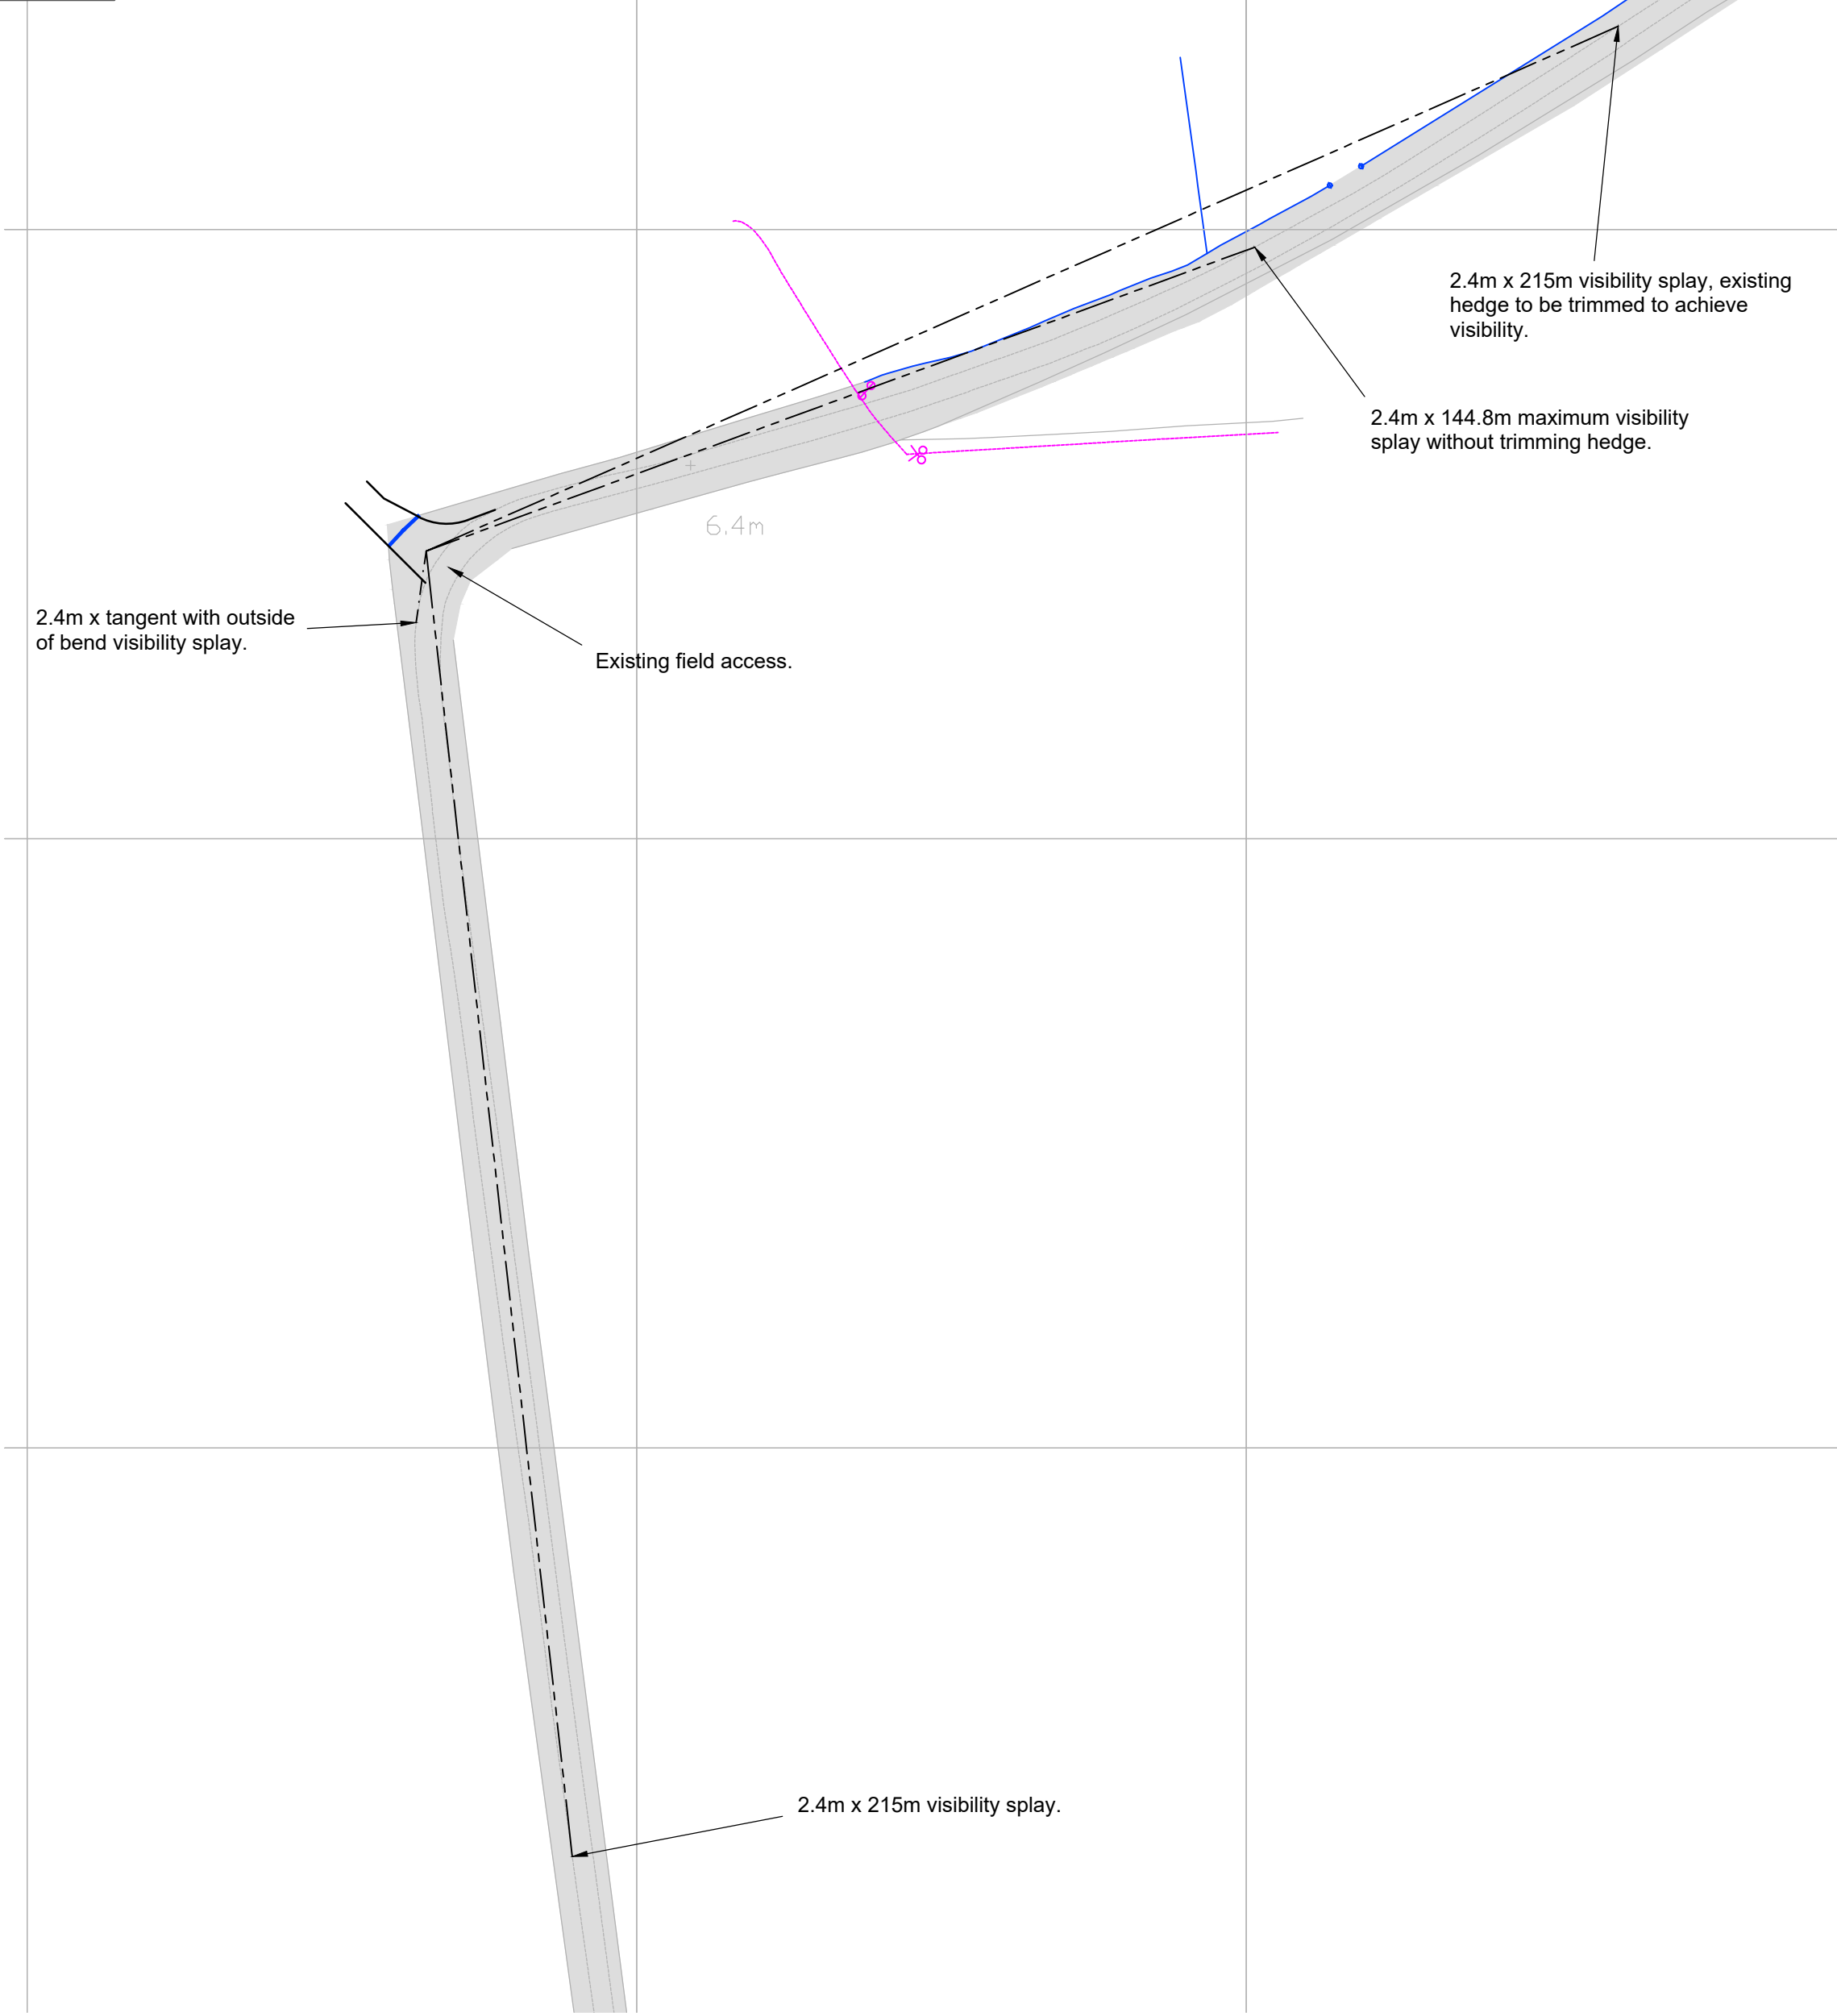 2.4m x 215m visibility splay, existing
hedge to be trimmed to achieve
visibility.
2.4m x 144.8m maximum visibility
splay without trimming hedge.
6.4m
2.4m x tangent with outside
of bend visibility splay.
Existing field access.
2.4m x 215m visibility splay.